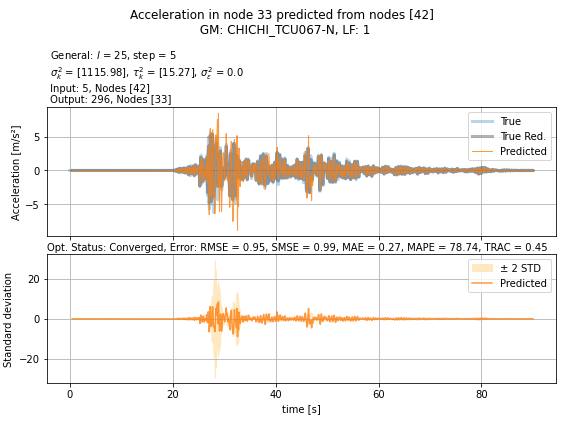 Acceleration in node 33 predicted from nodes [42]
GM: CHICHI_TCU067-N, LF: 1
General: l = 25, step = 5
σ²ₖ = [1115.98], τ²ₖ = [15.27], σ²ε = 0.0
Input: 5, Nodes [42]
Output: 296, Nodes [33]
Acceleration [m/s²]
5
0
−5
True
True Red.
Predicted
Opt. Status: Converged, Error: RMSE = 0.95, SMSE = 0.99, MAE = 0.27, MAPE = 78.74, TRAC = 0.45
Standard deviation
20
0
−20
± 2 STD
Predicted
0 20 40 60 80
time [s]